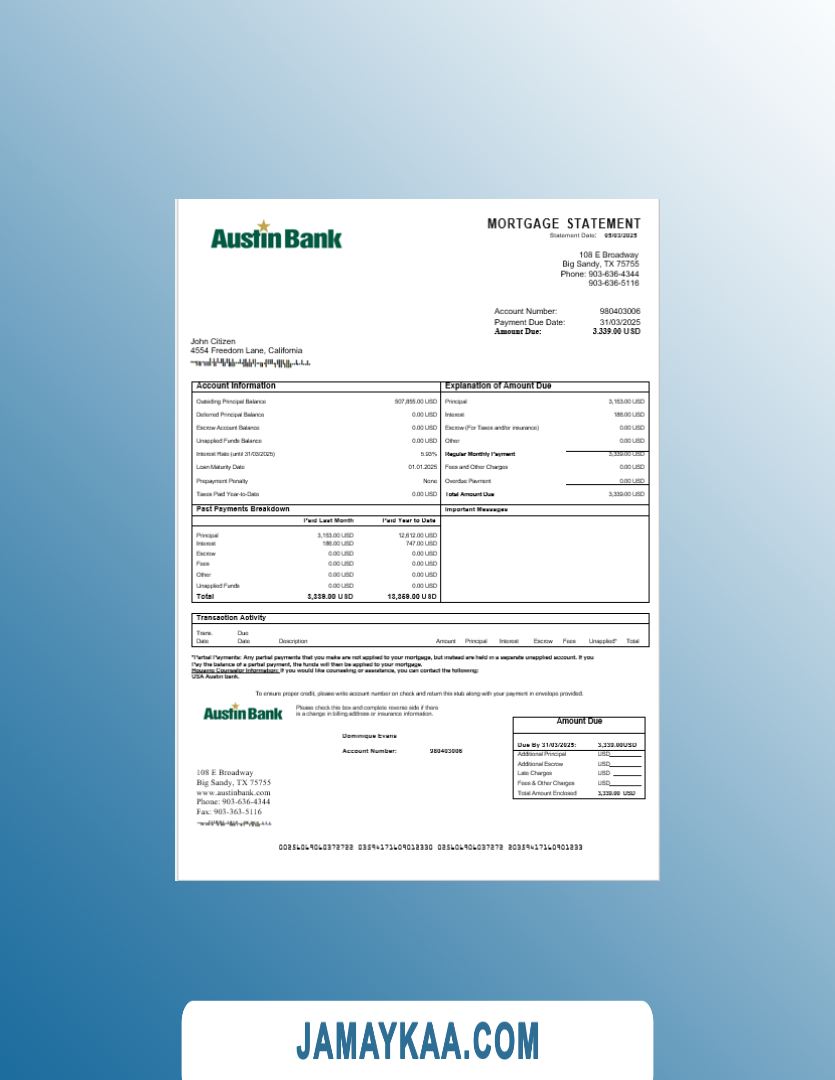 Austin Bank
MORTGAGE STATEMENT
Statement Date: 05/03/2025
108 E Broadway
Big Sandy, TX 75755
Phone: 903-636-4344
903-636-5116
Account Number: 980403006
Payment Due Date: 31/03/2025
Amount Due: 3.339.00 USD
John Citizen
4554 Freedom Lane, California
Account Information
Outsiding Principal Balance 507,855.00 USD
Deferred Principal Balance 0.00 USD
Escrow Account Balance 0.00 USD
Unappled Funds Balance 0.00 USD
Interest Rate (until 31/03/2025) 5.93%
Loan Maturity Date 01.01.2025
Prepayment Penalty None
Taxes Paid Year-to-Date 0.00 USD
Explanation of Amount Due
Principal 3,153.00 USD
Interest 186.00 USD
Escrow (For Taxes and/or insurance) 0.00 USD
Other 0.00 USD
Regular Monthly Payment 3,339.00 USD
Fees and Other Charges 0.00 USD
Overdue Payment 0.00 USD
Total Amount Due 3,339.00 USD
Past Payments Breakdown
Paid Last Month Paid Year to Date
Principal 3,153.00 USD 12,612.00 USD
Interest 186.00 USD 747.00 USD
Escrow 0.00 USD 0.00 USD
Fees 0.00 USD 0.00 USD
Other 0.00 USD 0.00 USD
Unapplied Funds 0.00 USD 0.00 USD
Total 3,339.00 USD 13,359.00 USD
Important Messages
Transaction Activity
Trans. Due
Date Date Description Amount Principal Interest Escrow Fees Unapplied* Total
*Partial Payments: Any partial payments that you make are not applied to your mortgage, but instead are held in a separate unapplied account. If you
Pay the balance of a partial payment, the funds will then be applied to your mortgage.
Housing Counselor Information: If you would like counseling or assistance, you can contact the following:
USA Austin bank.
To ensure proper credit, please write account number on check and return this stub along with your payment in envelope provided.
Austin Bank
Please check this box and complete reverse side if there
is a change in billing address or insurance information.
Dominique Evans
Account Number: 980403006
Amount Due
Due By 31/03/2025: 3,339.00USD
Additional Principal USD
Additional Escrow USD
Late Charges USD
Fees & Other Charges USD
Total Amount Enclosed 3,339.00 USD
108 E Broadway
Big Sandy, TX 75755
www.austinbank.com
Phone: 903-636-4344
Fax: 903-363-5116
JAMAYKAA.COM